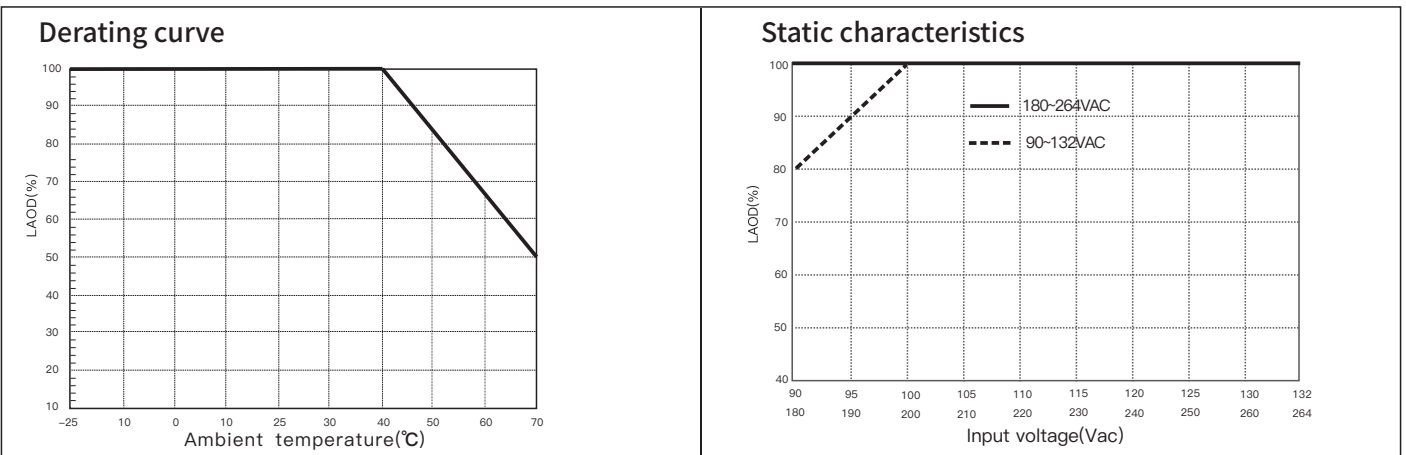 Derating curve
100
90
80
70
60
50
40
30
20
10
LAOD(%)
–25 10 0 10 25 30 40 50 60 70
Ambient temperature(℃)
Static characteristics
100
90
80
70
60
50
40
LAOD(%)
180~264VAC
90~132VAC
90 95 100 105 110 115 120 125 130 132
180 190 200 210 220 230 240 250 260 264
Input voltage(Vac)